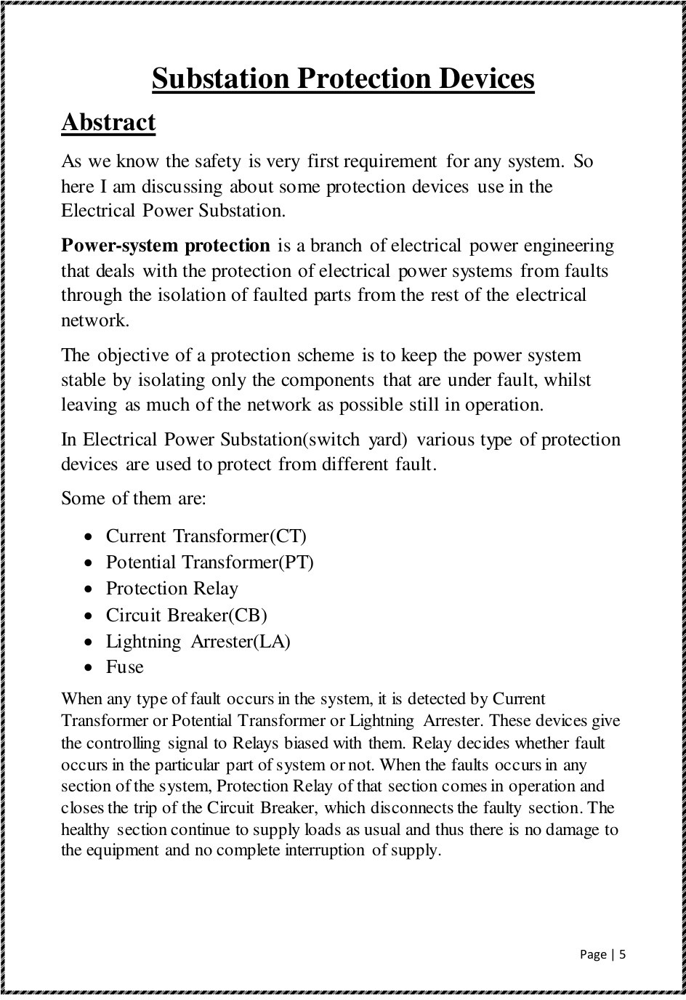 Substation Protection Devices
Abstract
As we know the safety is very first requirement for any system. So
here I am discussing about some protection devices use in the
Electrical Power Substation.
Power-system protection is a branch of electrical power engineering
that deals with the protection of electrical power systems from faults
through the isolation of faulted parts from the rest of the electrical
network.
The objective of a protection scheme is to keep the power system
stable by isolating only the components that are under fault, whilst
leaving as much of the network as possible still in operation.
In Electrical Power Substation(switch yard) various type of protection
devices are used to protect from different fault.
Some of them are:
• Current Transformer(CT)
• Potential Transformer(PT)
• Protection Relay
• Circuit Breaker(CB)
• Lightning Arrester(LA)
• Fuse
When any type of fault occurs in the system, it is detected by Current
Transformer or Potential Transformer or Lightning Arrester. These devices give
the controlling signal to Relays biased with them. Relay decides whether fault
occurs in the particular part of system or not. When the faults occurs in any
section of the system, Protection Relay of that section comes in operation and
closes the trip of the Circuit Breaker, which disconnects the faulty section. The
healthy section continue to supply loads as usual and thus there is no damage to
the equipment and no complete interruption of supply.
Page | 5